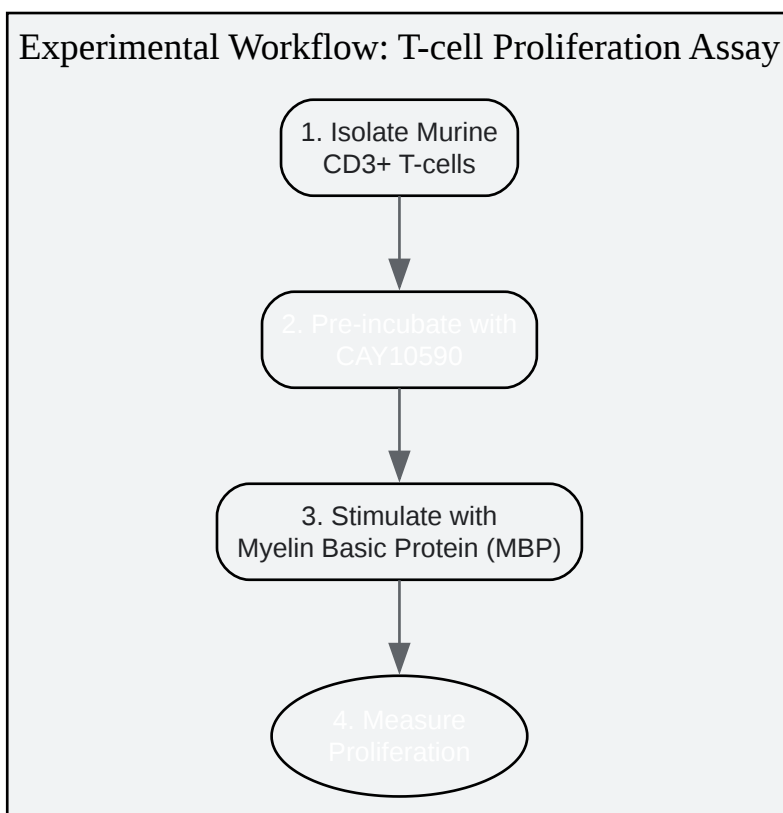 Experimental Workflow: T-cell Proliferation Assay
1. Isolate Murine
CD3+ T-cells
2. Pre-incubate with
CAY10590
3. Stimulate with
Myelin Basic Protein (MBP)
4. Measure
Proliferation